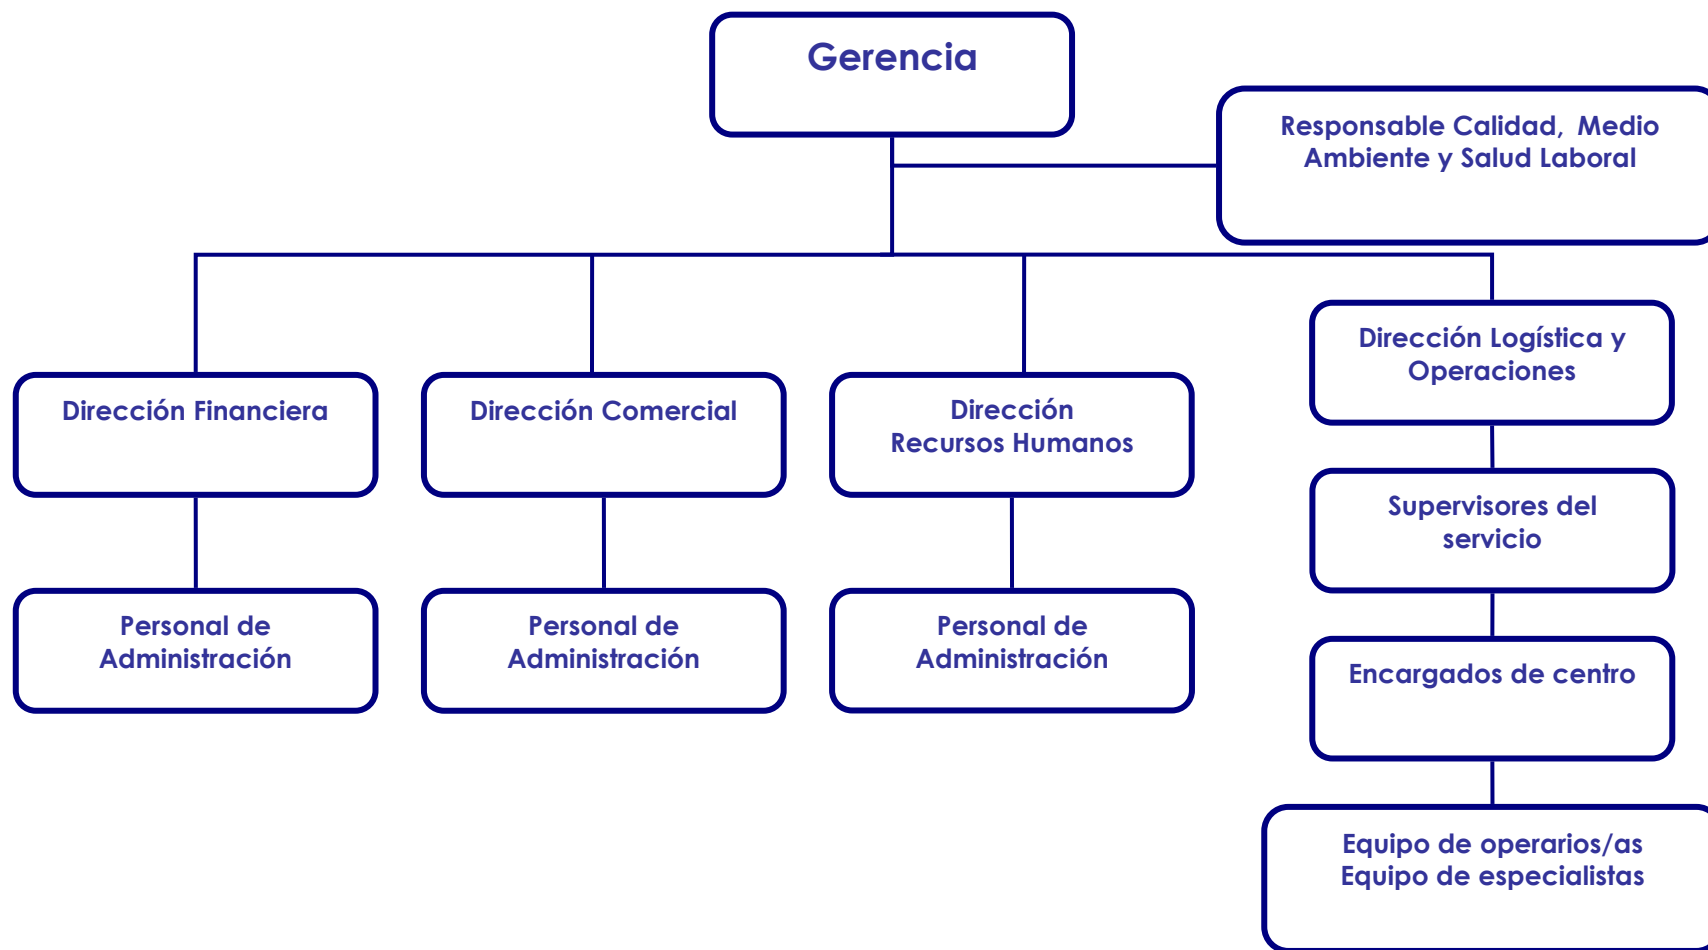 Gerencia
Responsable Calidad, Medio
Ambiente y Salud Laboral
Dirección Logística y
Operaciones
Dirección Financiera
Dirección Comercial
Dirección
Recursos Humanos
Supervisores del
servicio
Personal de
Administración
Personal de
Administración
Personal de
Administración
Encargados de centro
Equipo de operarios/as
Equipo de especialistas